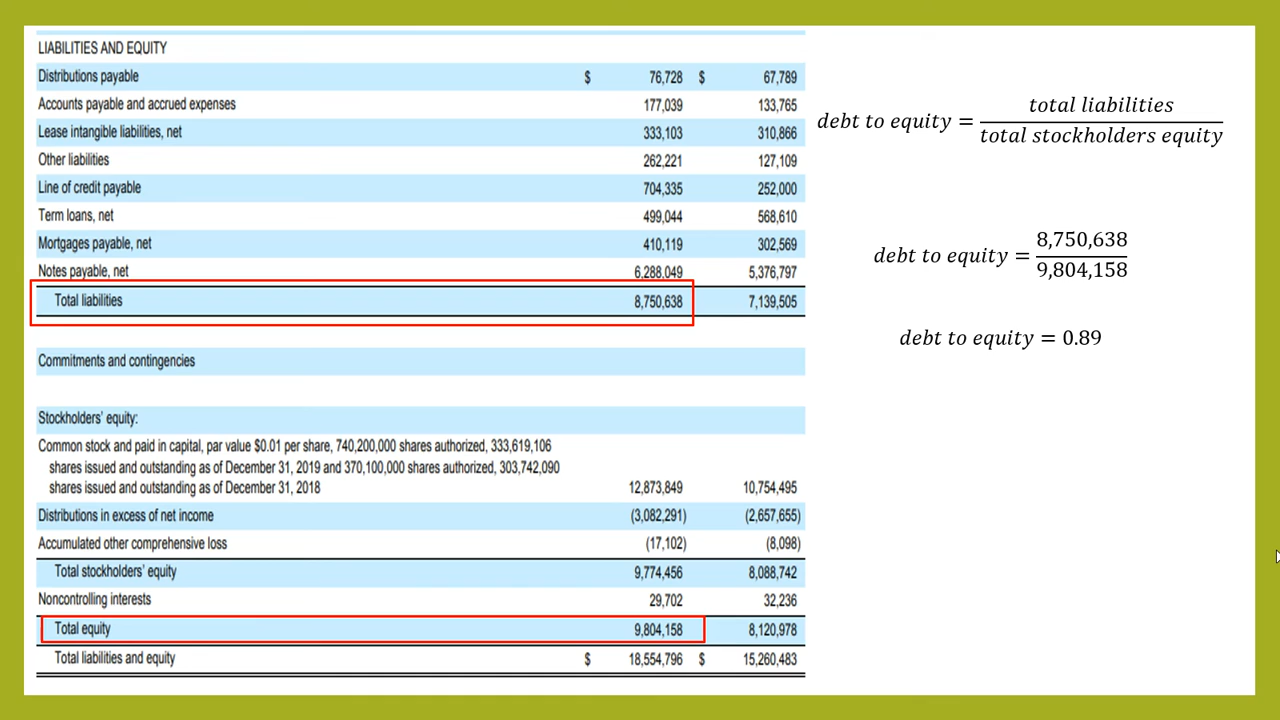 LIABILITIES AND EQUITY
Distributions payable $ 76,728 $ 67,789
Accounts payable and accrued expenses 177,039 133,765
Lease intangible liabilities, net 333,103 310,866
Other liabilities 262,221 127,109
Line of credit payable 704,335 252,000
Term loans, net 499,044 568,610
Mortgages payable, net 410,119 302,569
Notes payable, net 6,288,049 5,376,797
Total liabilities 8,750,638 7,139,505
Commitments and contingencies
Stockholders' equity:
Common stock and paid in capital, par value $0.01 per share, 740,200,000 shares authorized, 333,619,106
shares issued and outstanding as of December 31, 2019 and 370,100,000 shares authorized, 303,742,090
shares issued and outstanding as of December 31, 2018 12,873,849 10,754,495
Distributions in excess of net income (3,082,291) (2,657,655)
Accumulated other comprehensive loss (17,102) (8,098)
Total stockholders' equity 9,774,456 8,088,742
Noncontrolling interests 29,702 32,236
Total equity 9,804,158 8,120,978
Total liabilities and equity $ 18,554,796 $ 15,260,483
total liabilities
debt to equity =
total stockholders equity
8,750,638
debt to equity =
9,804,158
debt to equity = 0.89